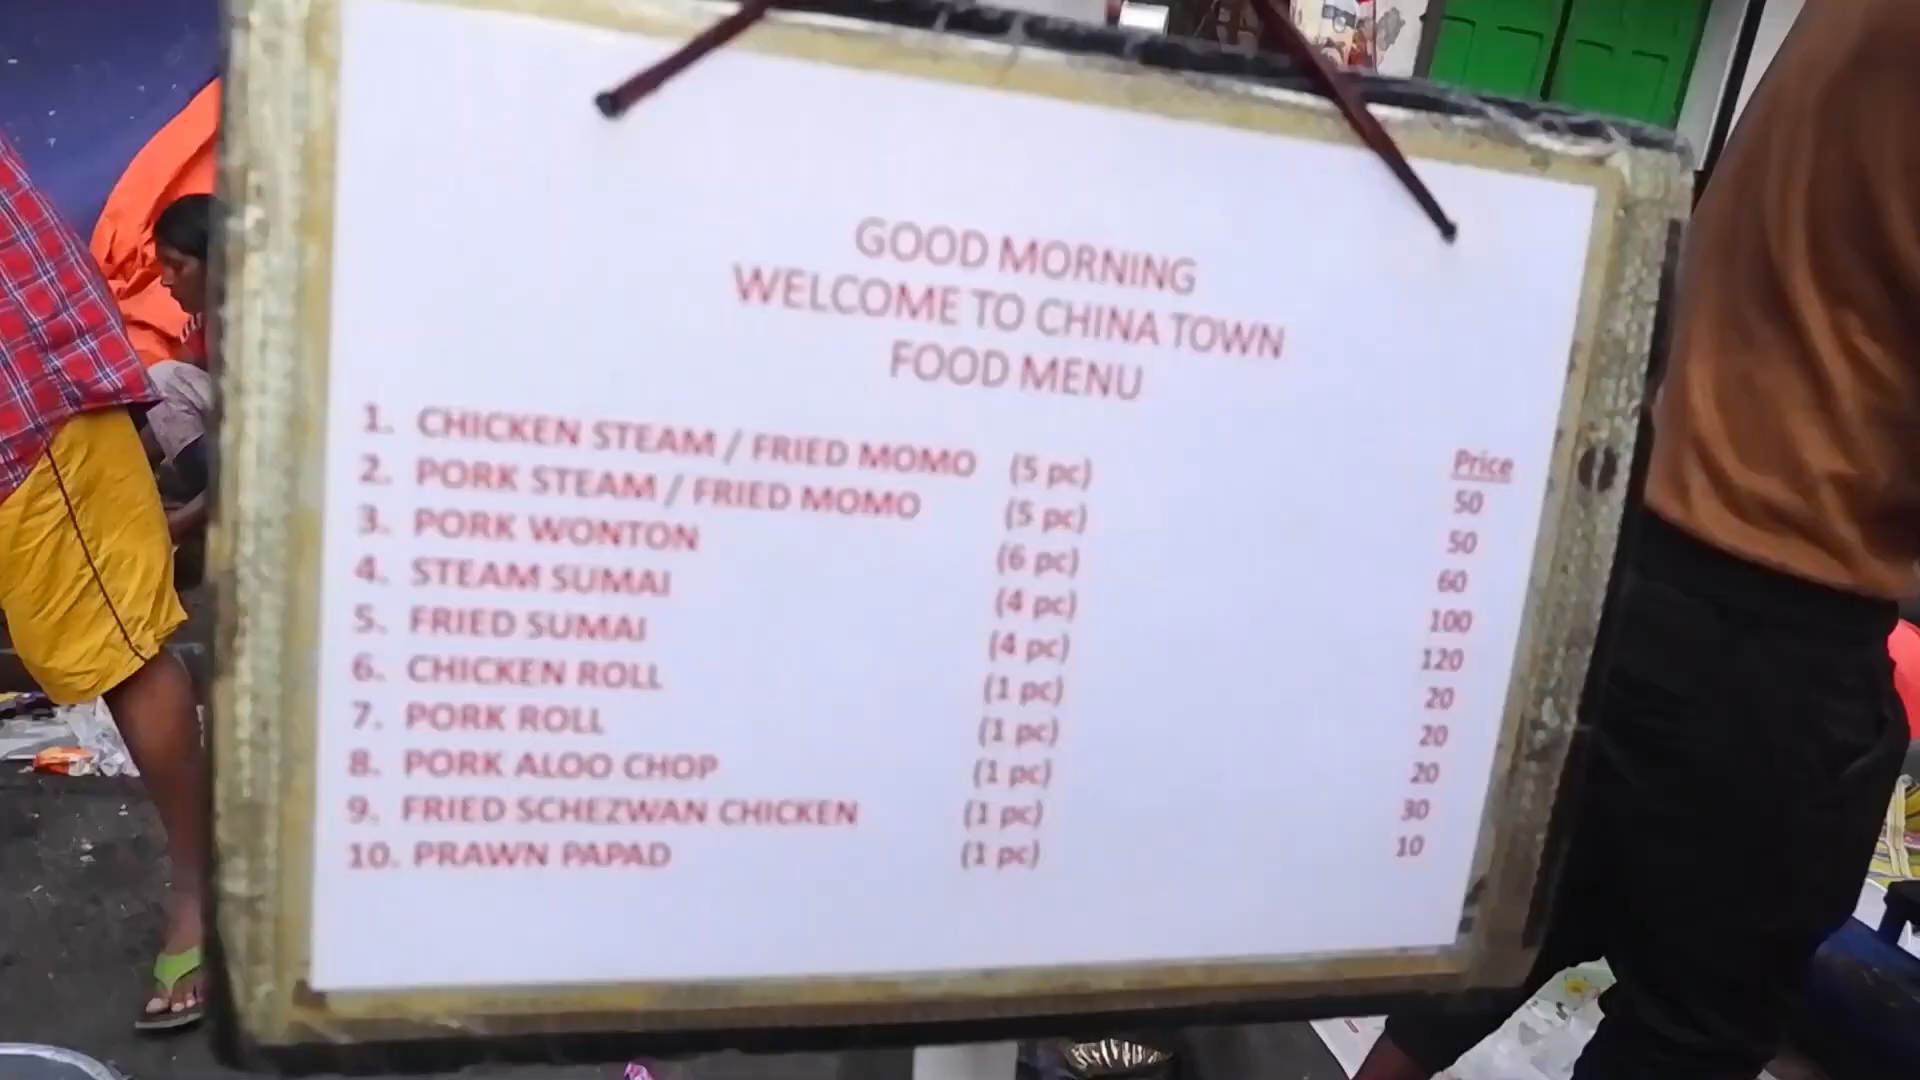 GOOD MORNING
WELCOME TO CHINA TOWN
FOOD MENU
Price
1. CHICKEN STEAM / FRIED MOMO (5 pc) 50
2. PORK STEAM / FRIED MOMO (5 pc) 50
3. PORK WONTON (6 pc) 60
4. STEAM SUMAI (4 pc) 100
5. FRIED SUMAI (4 pc) 120
6. CHICKEN ROLL (1 pc) 20
7. PORK ROLL (1 pc) 20
8. PORK ALOO CHOP (1 pc) 20
9. FRIED SCHEZWAN CHICKEN (1 pc) 30
10. PRAWN PAPAD (1 pc) 10